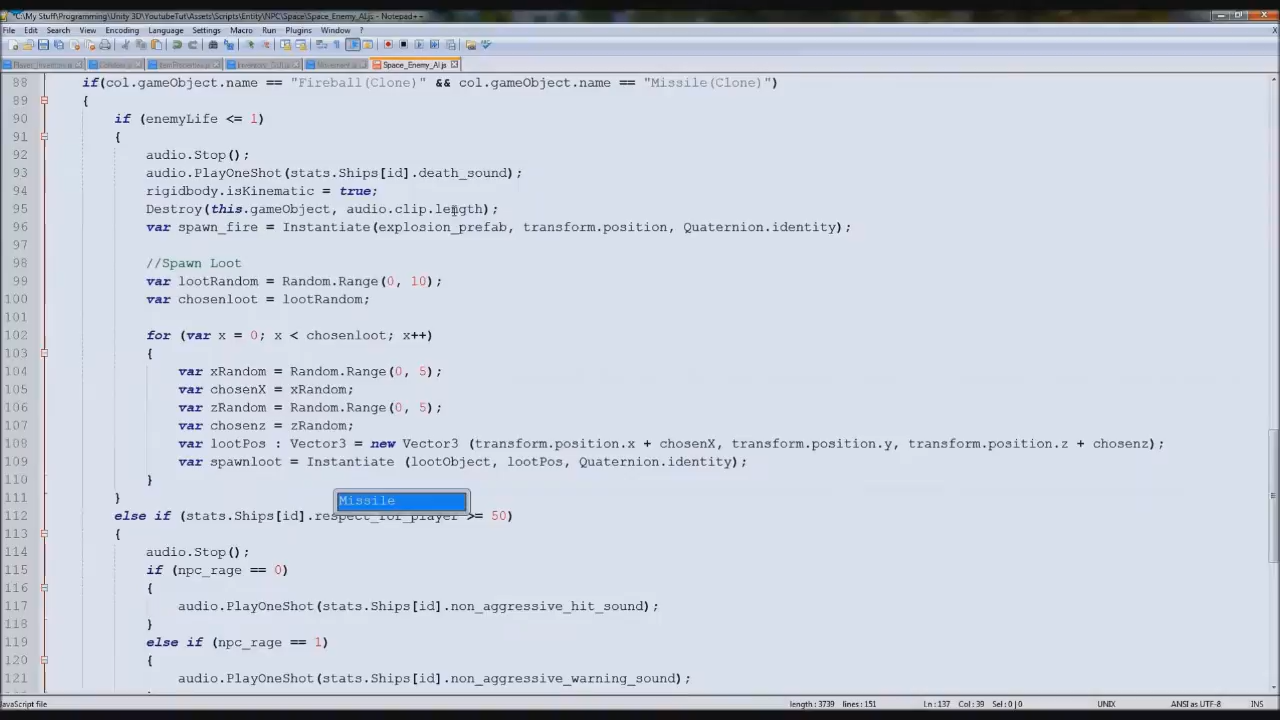 *C:\My Stuff\Programming\Unity 3D\YoutubeTut\Assets\Scripts\Entity\NPC\Space\Space_Enemy_AI.js - Notepad++
File Edit Search View Encoding Language Settings Macro Run Plugins Window ?
Space_Enemy_AI.js
88 if(col.gameObject.name == "Fireball(Clone)" && col.gameObject.name == "Missile(Clone)")
89 {
90 if (enemyLife <= 1)
91 {
92 audio.Stop();
93 audio.PlayOneShot(stats.Ships[id].death_sound);
94 rigidbody.isKinematic = true;
95 Destroy(this.gameObject, audio.clip.length);
96 var spawn_fire = Instantiate(explosion_prefab, transform.position, Quaternion.identity);
97
98 //Spawn Loot
99 var lootRandom = Random.Range(0, 10);
100 var chosenloot = lootRandom;
101
102 for (var x = 0; x < chosenloot; x++)
103 {
104 var xRandom = Random.Range(0, 5);
105 var chosenX = xRandom;
106 var zRandom = Random.Range(0, 5);
107 var chosenz = zRandom;
108 var lootPos : Vector3 = new Vector3 (transform.position.x + chosenX, transform.position.y, transform.position.z + chosenz);
109 var spawnloot = Instantiate (lootObject, lootPos, Quaternion.identity);
110 }
111 }
Missile
112 else if (stats.Ships[id].respect_for_player >= 50)
113 {
114 audio.Stop();
115 if (npc_rage == 0)
116 {
117 audio.PlayOneShot(stats.Ships[id].non_aggressive_hit_sound);
118 }
119 else if (npc_rage == 1)
120 {
121 audio.PlayOneShot(stats.Ships[id].non_aggressive_warning_sound);
JavaScript file length : 3739 lines : 151 Ln : 137 Col : 39 Sel : 0 | 0 UNIX ANSI as UTF-8 INS